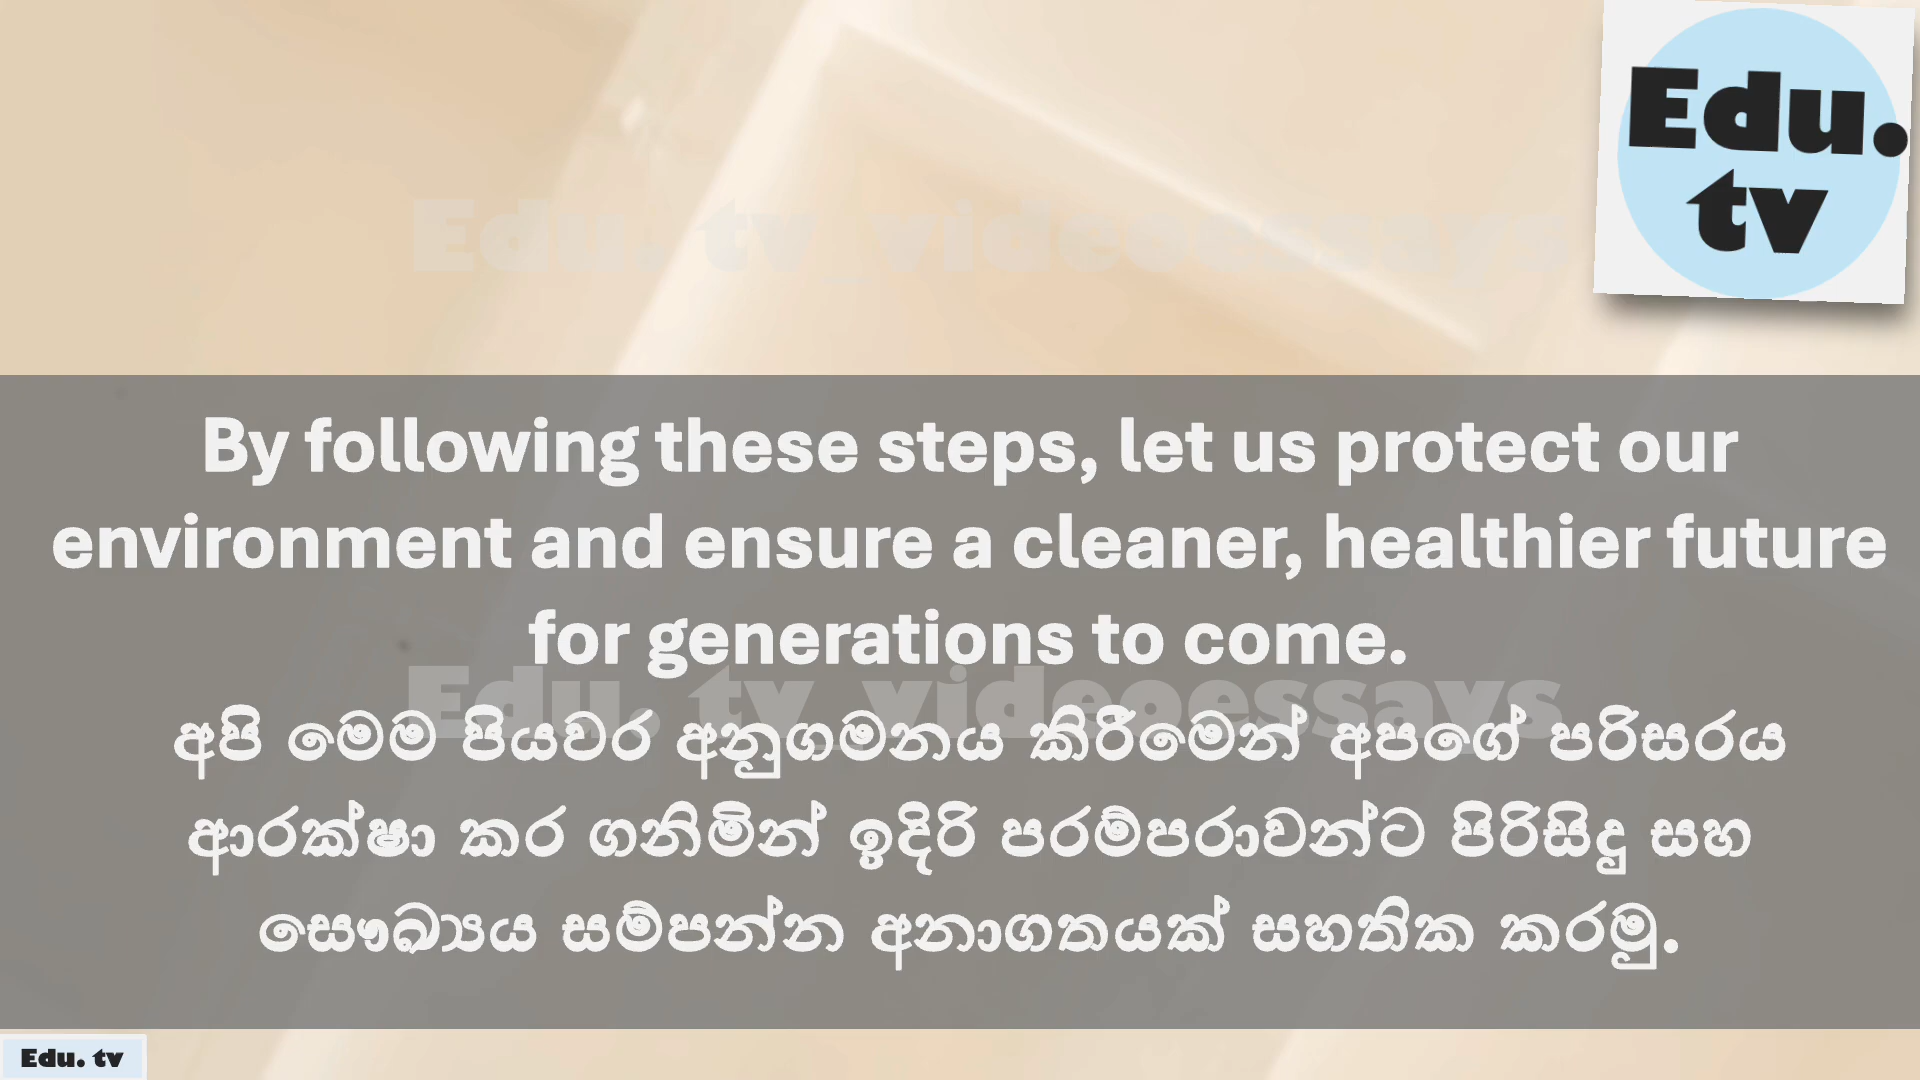 Edu.
tv
Edu. tv_videoessays
By following these steps, let us protect our
environment and ensure a cleaner, healthier future
for generations to come.
Edu. tv_videoessays
අපි මෙම පියවර අනුගමනය කිරීමෙන් අපගේ පරිසරය
ආරක්ෂා කර ගනිමින් ඉදිරි පරම්පරාවන්ට පිරිසිදු සහ
සෞඛ්‍යය සම්පන්න අනාගතයක් සහතික කරමු.
Edu. tv